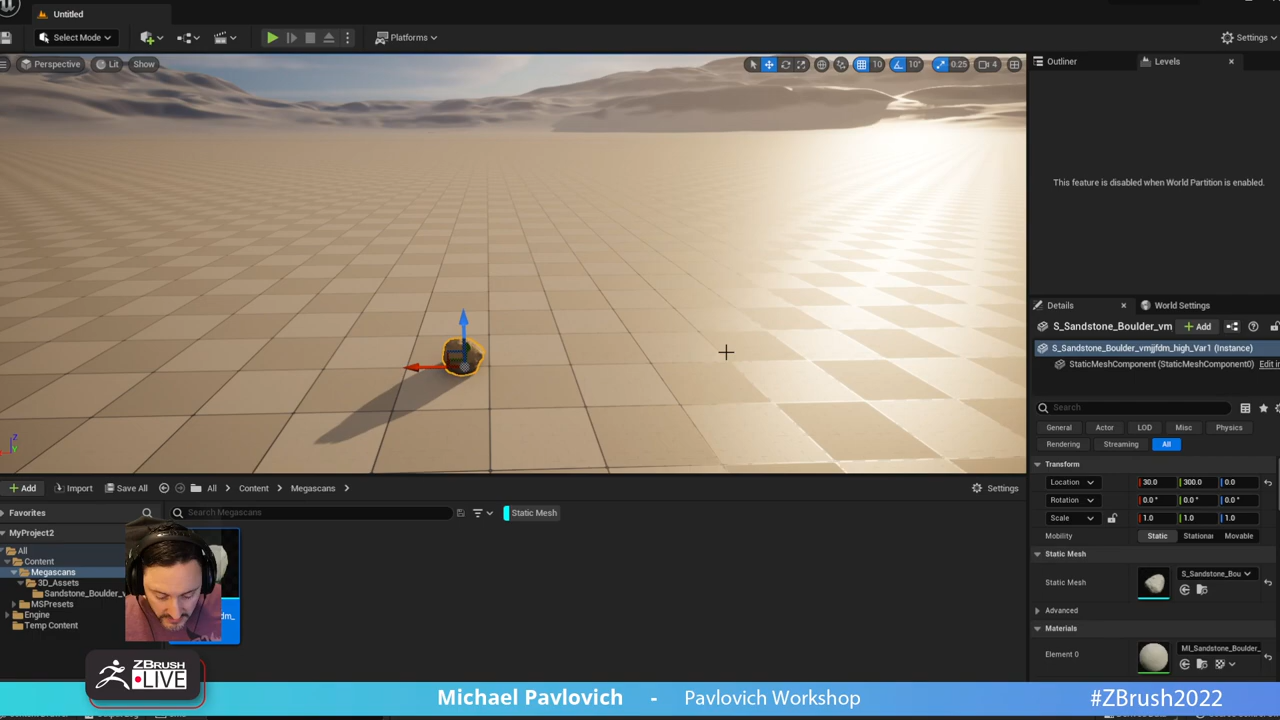 Untitled
Select Mode
Platforms
Settings
Perspective
Lit
Show
10
10°
0.25
4
Outliner
Levels
This feature is disabled when World Partition is enabled.
Details
World Settings
S_Sandstone_Boulder_vm
Add
S_Sandstone_Boulder_vmjjfdm_high_Var1 (Instance)
StaticMeshComponent (StaticMeshComponent0)
Edit in
Search
General
Actor
LOD
Misc
Physics
Rendering
Streaming
All
Transform
Location
30.0
300.0
0.0
Rotation
0.0 °
0.0 °
0.0 °
Scale
1.0
1.0
1.0
Mobility
Static
Stationar
Movable
Static Mesh
Static Mesh
S_Sandstone_Bou
Advanced
Materials
Element 0
MI_Sandstone_Boulder_
Z
Y
Add
Import
Save All
All
Content
Megascans
Settings
Favorites
Search Megascans
Static Mesh
MyProject2
All
Content
Megascans
3D_Assets
Sandstone_Boulder_v
MSPresets
Engine
Temp Content
dm_
ZBRUSH
LIVE
Michael Pavlovich - Pavlovich Workshop
#ZBrush2022